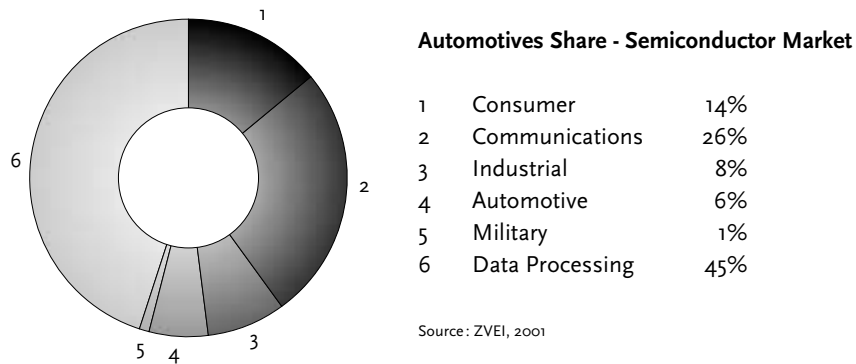 Automotives Share - Semiconductor Market
1 Consumer 14%
2 Communications 26%
3 Industrial 8%
4 Automotive 6%
5 Military 1%
6 Data Processing 45%
Source: ZVEI, 2001
1
2
3
4
5
6